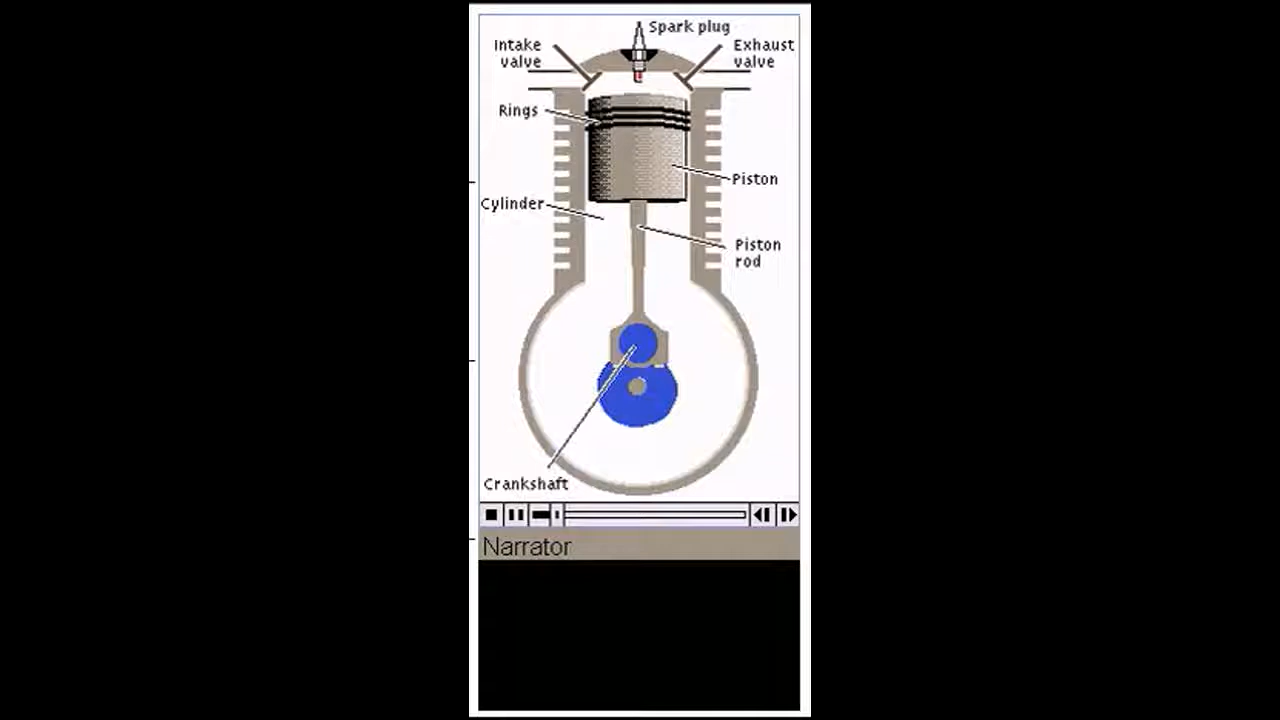 Spark plug
Intake
valve
Exhaust
valve
Rings
Piston
Cylinder
Piston
rod
Crankshaft
Narrator